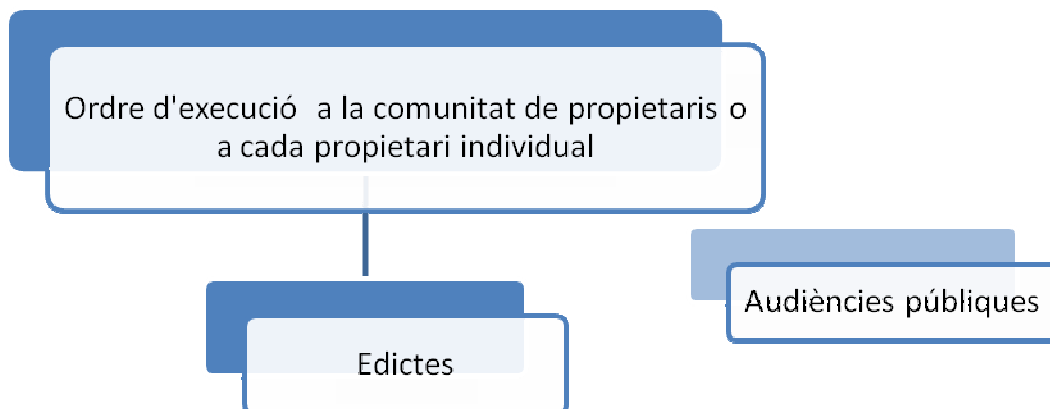 Ordre d'execució  a la comunitat de propietaris o
a cada propietari individual
Audiències públiques
Edictes